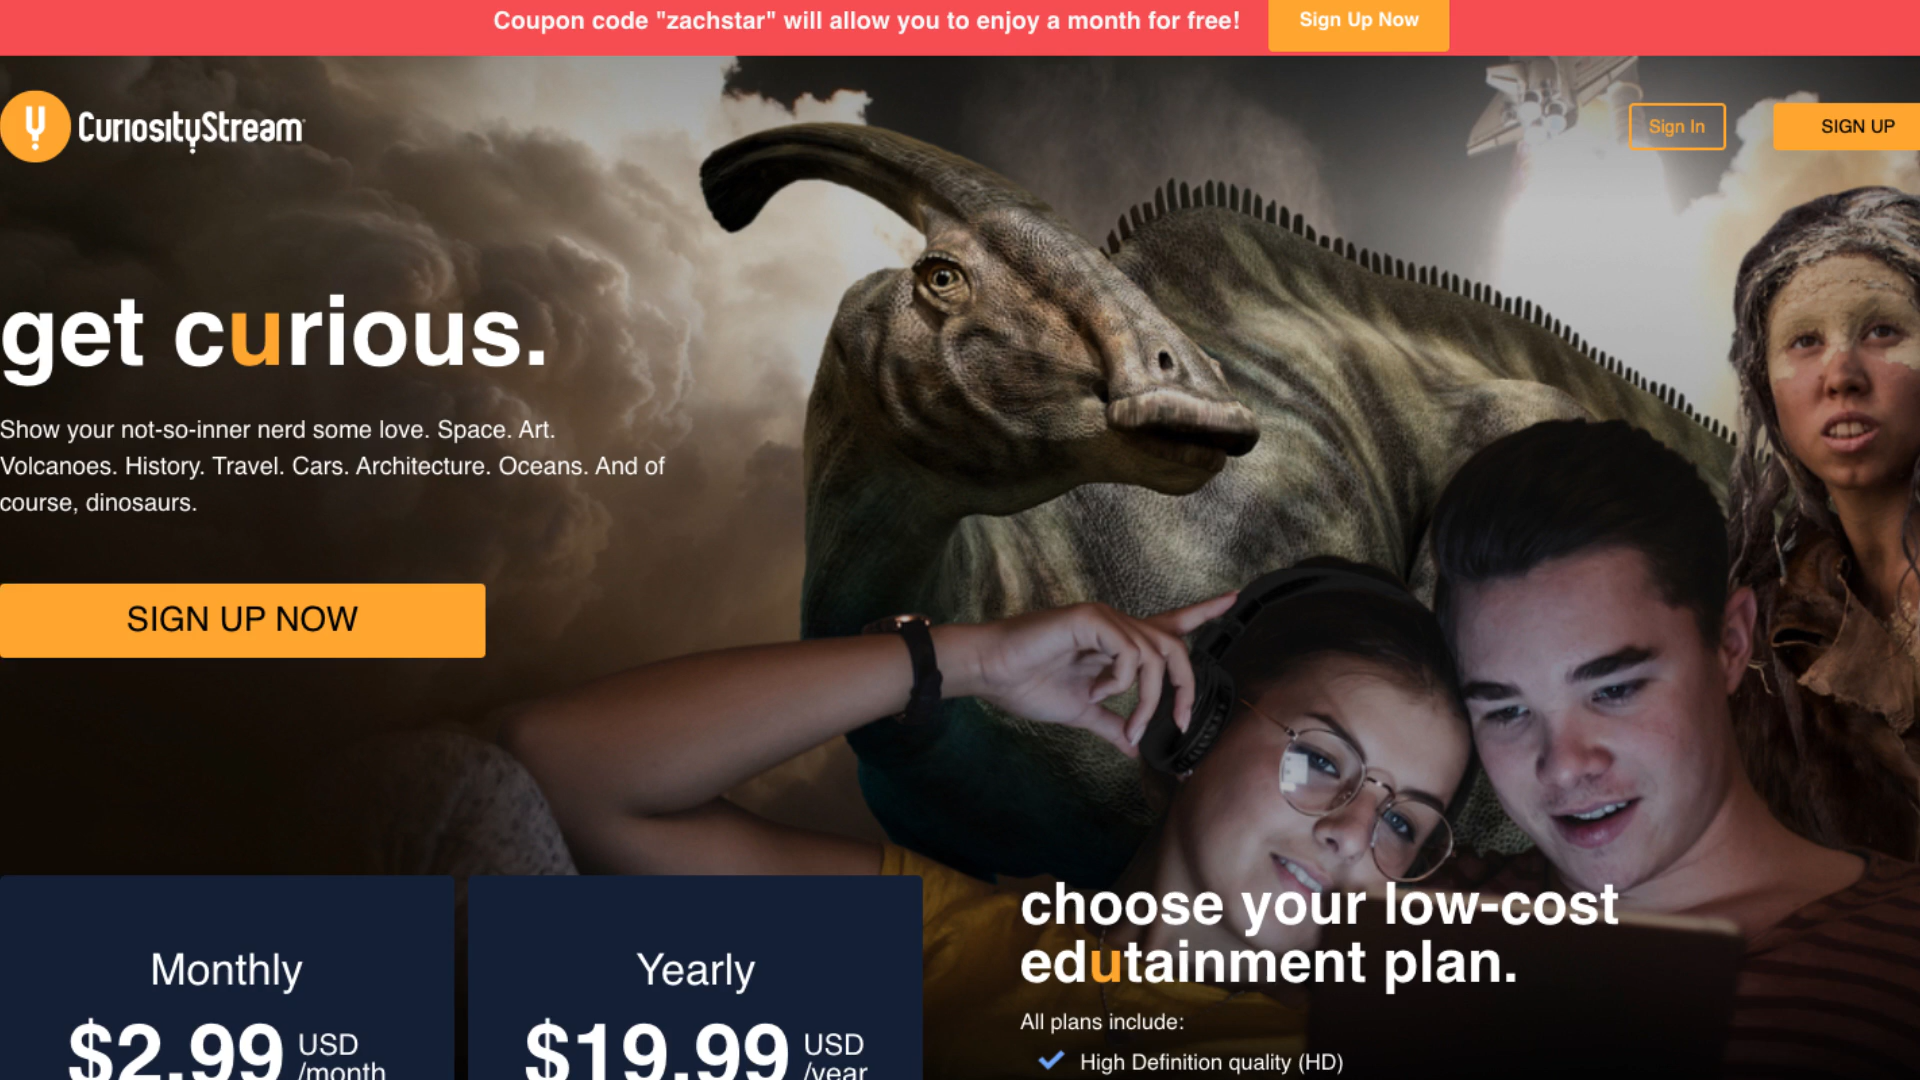 Coupon code "zachstar" will allow you to enjoy a month for free!
Sign Up Now
CuriosityStream
Sign In
SIGN UP
get curious.
Show your not-so-inner nerd some love. Space. Art.
Volcanoes. History. Travel. Cars. Architecture. Oceans. And of
course, dinosaurs.
SIGN UP NOW
Monthly
$2.99 USD
/month
Yearly
$19.99 USD
/year
choose your low-cost
edutainment plan.
All plans include:
High Definition quality (HD)